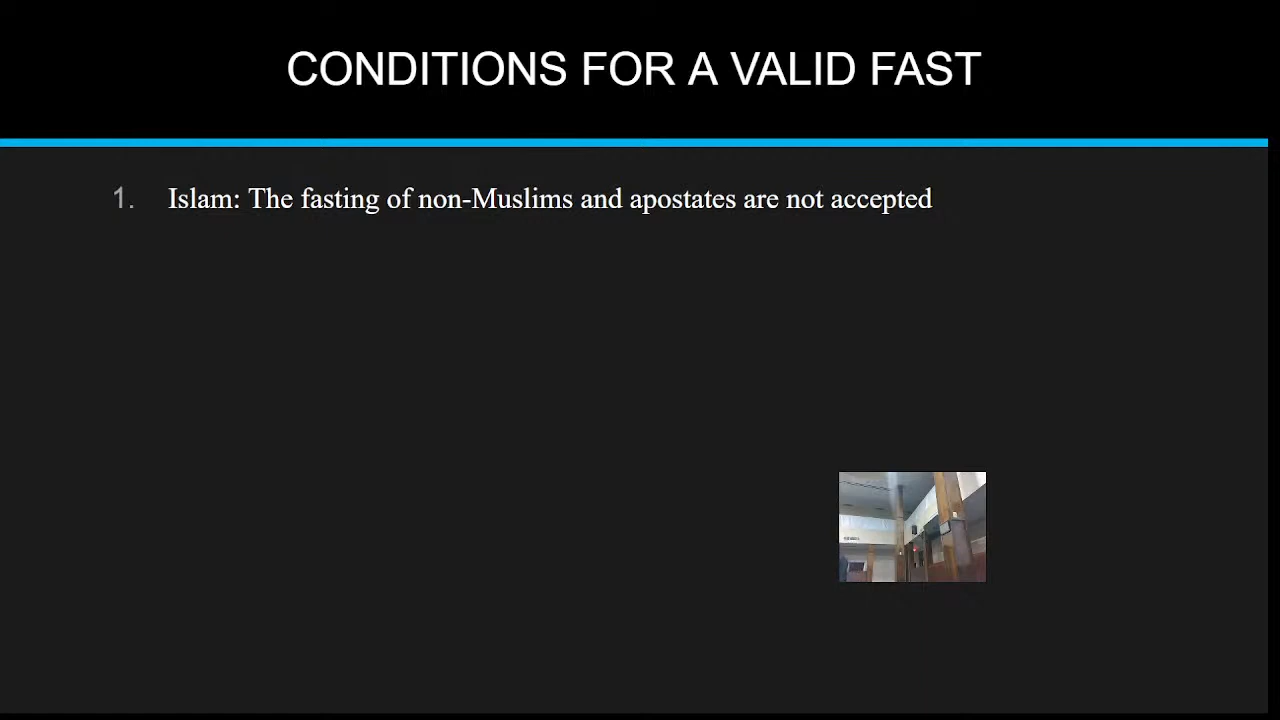 CONDITIONS FOR A VALID FAST
1. Islam: The fasting of non-Muslims and apostates are not accepted